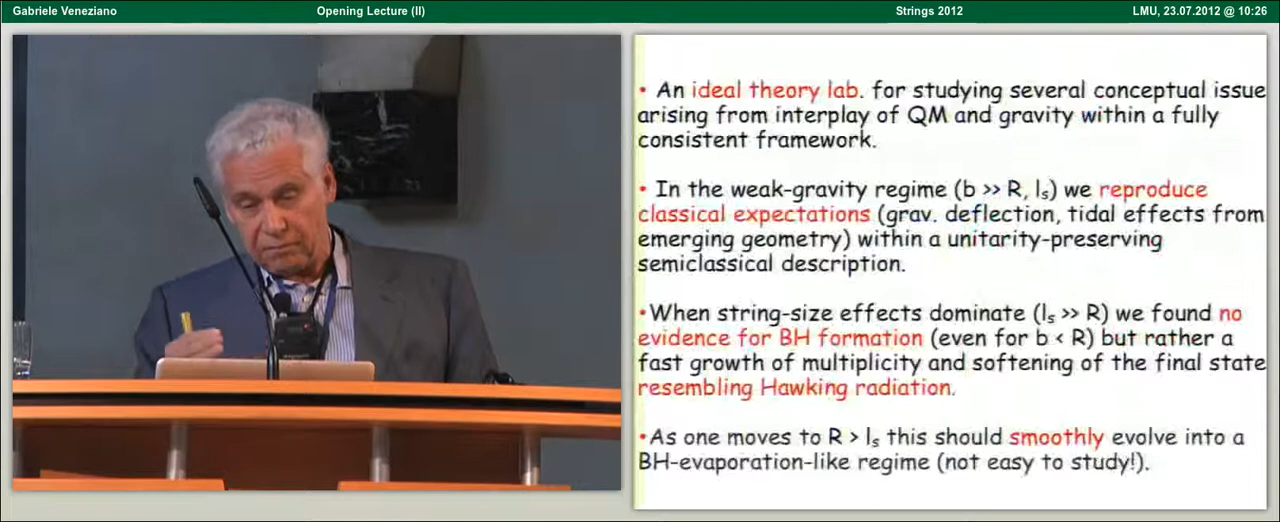 Gabriele Veneziano Opening Lecture (II) Strings 2012 LMU, 23.07.2012 @ 10:26
• An ideal theory lab. for studying several conceptual issue
arising from interplay of QM and gravity within a fully
consistent framework.
• In the weak-gravity regime (b >> R, ls) we reproduce
classical expectations (grav. deflection, tidal effects from
emerging geometry) within a unitarity-preserving
semiclassical description.
•When string-size effects dominate (ls >> R) we found no
evidence for BH formation (even for b < R) but rather a
fast growth of multiplicity and softening of the final state
resembling Hawking radiation.
•As one moves to R > ls this should smoothly evolve into a
BH-evaporation-like regime (not easy to study!).